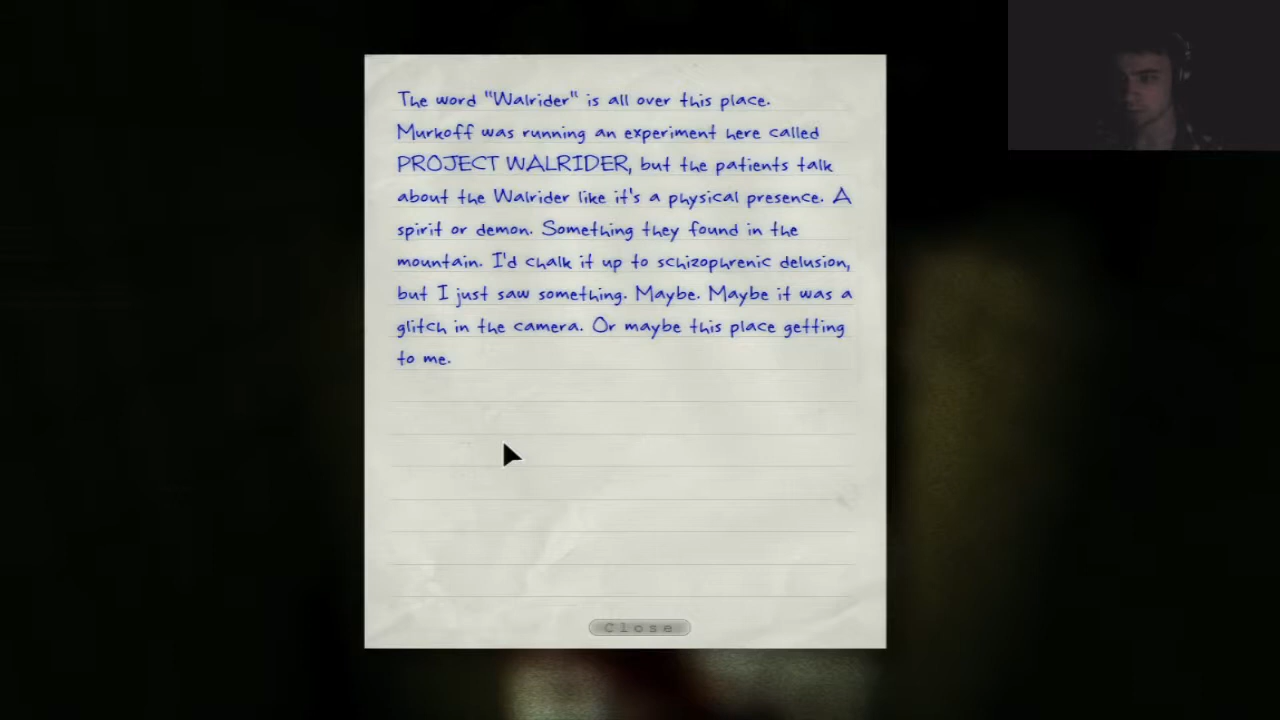 The word "Walrider" is all over this place.
Murkoff was running an experiment here called
PROJECT WALRIDER, but the patients talk
about the Walrider like it's a physical presence. A
spirit or demon. Something they found in the
mountain. I'd chalk it up to schizophrenic delusion,
but I just saw something. Maybe. Maybe it was a
glitch in the camera. Or maybe this place getting
to me.
Close